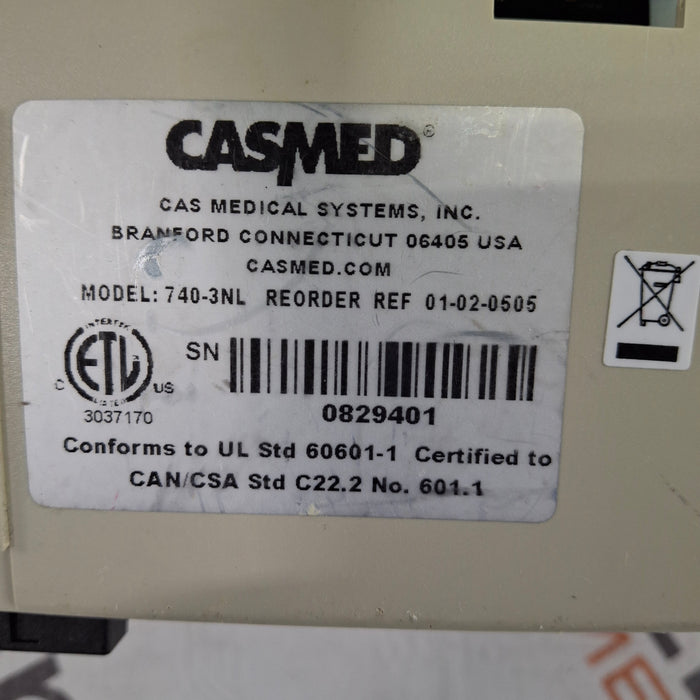 CASMED®
CAS MEDICAL SYSTEMS, INC.
BRANFORD CONNECTICUT 06405 USA
CASMED.COM
MODEL: 740-3NL REORDER REF 01-02-0505
INTERTEK
ETL
LISTED
C US
3037170
SN
0829401
Conforms to UL Std 60601-1 Certified to
CAN/CSA Std C22.2 No. 601.1